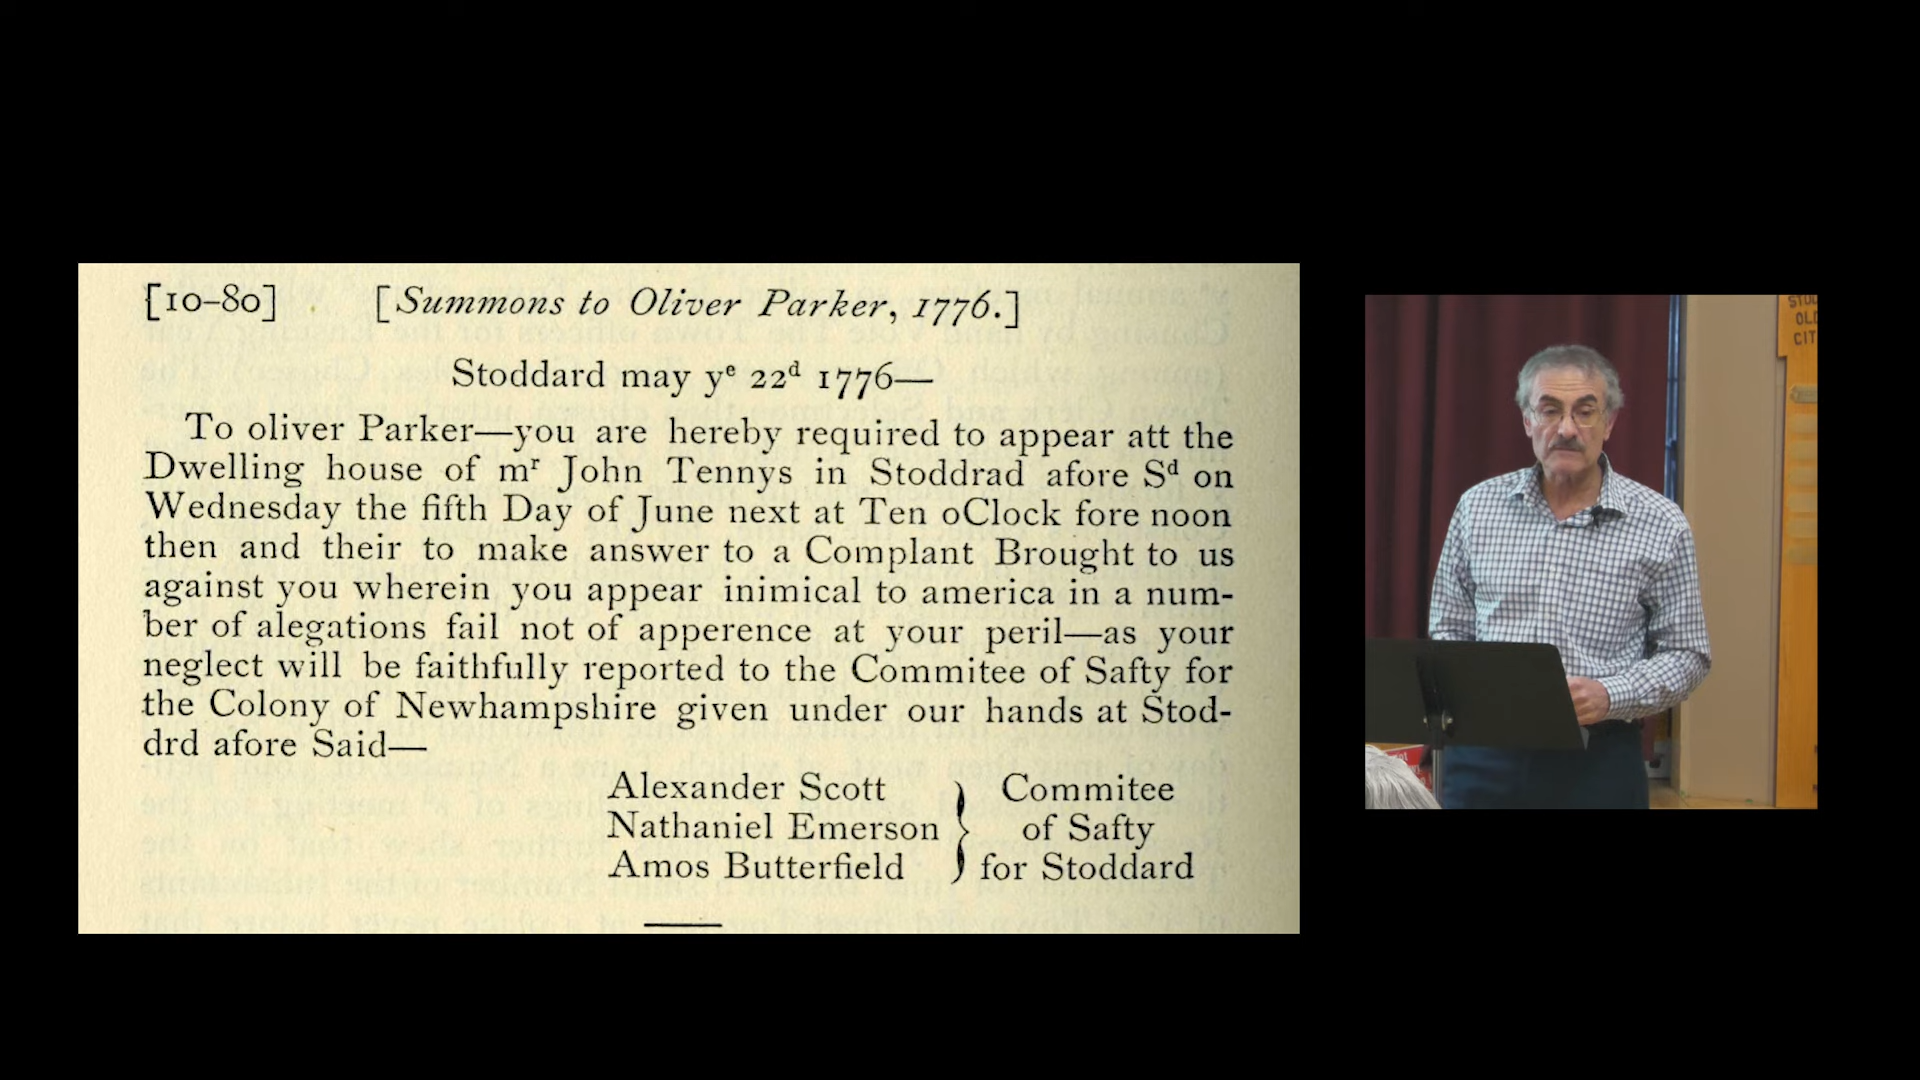 [10–80] [Summons to Oliver Parker, 1776.]
Stoddard may yᵉ 22ᵈ 1776—
To oliver Parker—you are hereby required to appear att the
Dwelling house of mʳ John Tennys in Stoddrad afore Sᵈ on
Wednesday the fifth Day of June next at Ten oClock fore noon
then and their to make answer to a Complant Brought to us
against you wherein you appear inimical to america in a num-
ber of alegations fail not of apperence at your peril—as your
neglect will be faithfully reported to the Commitee of Safty for
the Colony of Newhampshire given under our hands at Stod-
drd afore Said—
Alexander Scott Commitee
Nathaniel Emerson of Safty
Amos Butterfield for Stoddard
OL
CIT